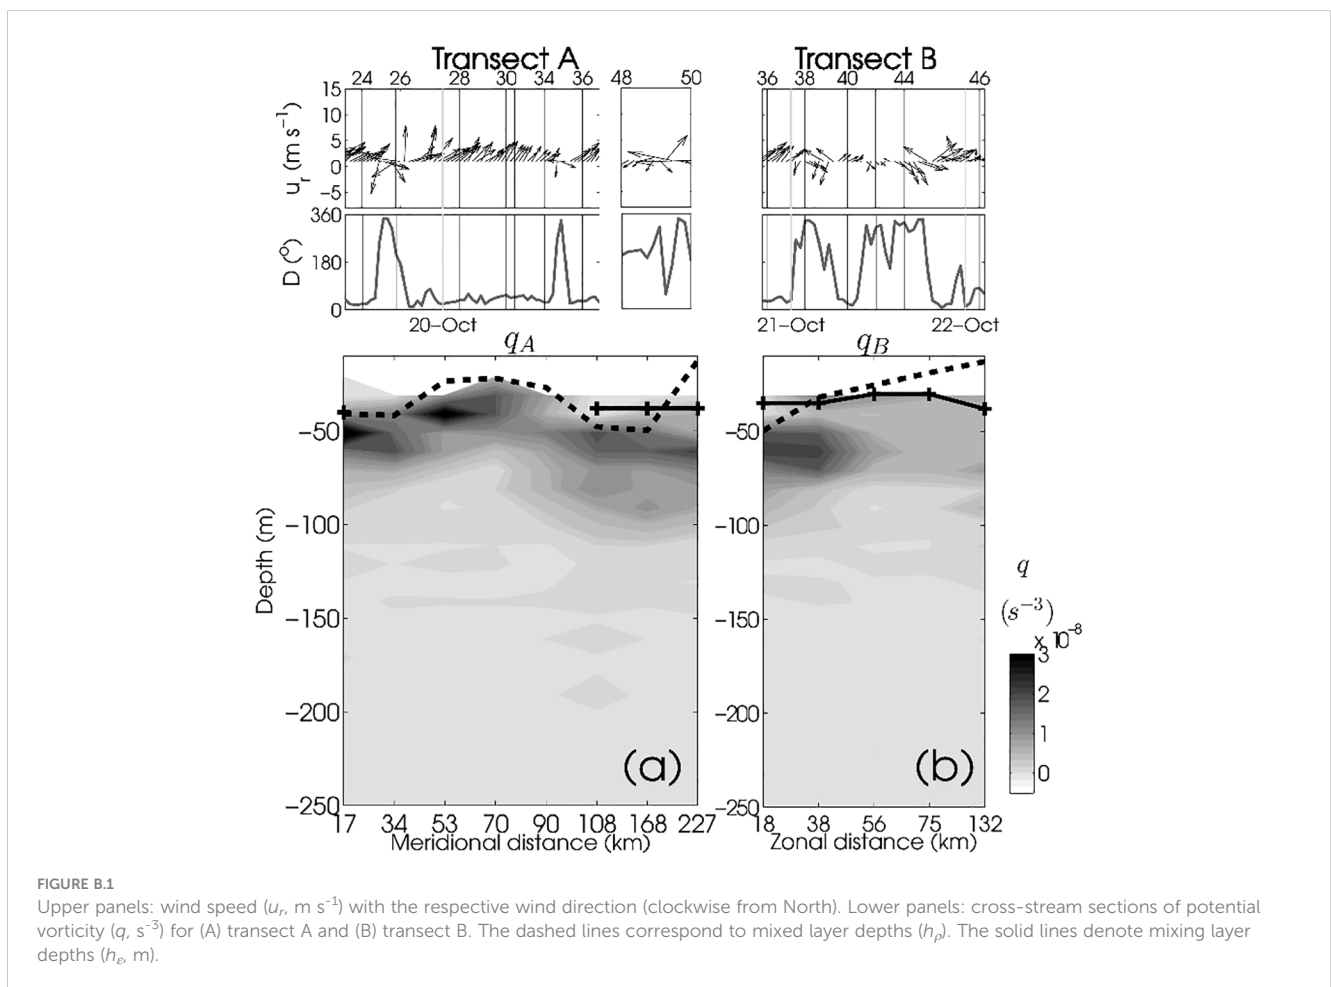 Transect A
Transect B
24 26 28 30 34 36 48 50
36 38 40 44 46
15
10
5
0
−5
u_r (m s⁻¹)
360
180
0
D (°)
20−Oct
21−Oct 22−Oct
q_A
q_B
−50
−100
−150
−200
−250
Depth (m)
−50
−100
−150
−200
−250
(a)
(b)
17 34 53 70 90 108 168 227
18 38 56 75 132
Meridional distance (km)
Zonal distance (km)
q
(s⁻³)
x 10⁻⁸
3
2
1
0
FIGURE B.1
Upper panels: wind speed (u_r, m s⁻¹) with the respective wind direction (clockwise from North). Lower panels: cross-stream sections of potential
vorticity (q, s⁻³) for (A) transect A and (B) transect B. The dashed lines correspond to mixed layer depths (h_ρ). The solid lines denote mixing layer
depths (h_ε, m).